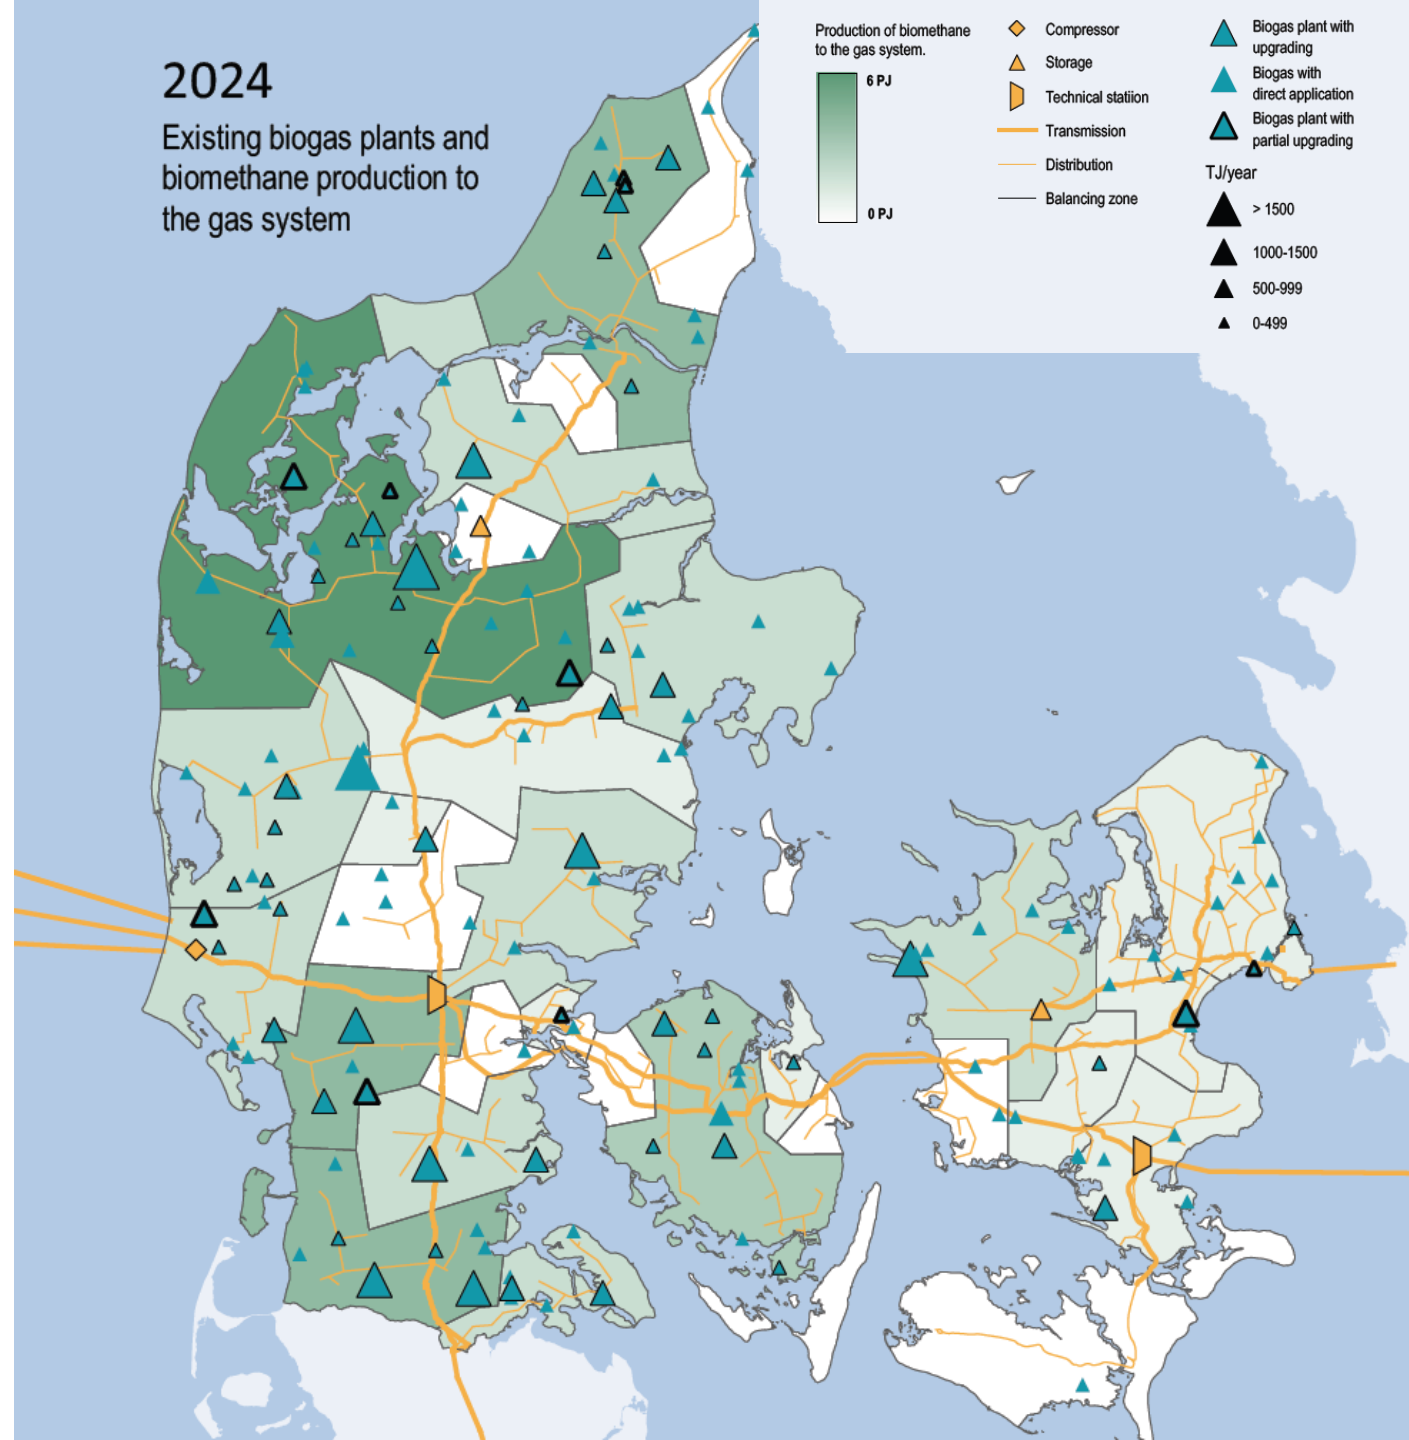 2024
Existing biogas plants and
biomethane production to
the gas system
Production of biomethane
to the gas system.
6 PJ
0 PJ
Compressor
Storage
Technical statiion
Transmission
Distribution
Balancing zone
Biogas plant with
upgrading
Biogas with
direct application
Biogas plant with
partial upgrading
TJ/year
> 1500
1000-1500
500-999
0-499